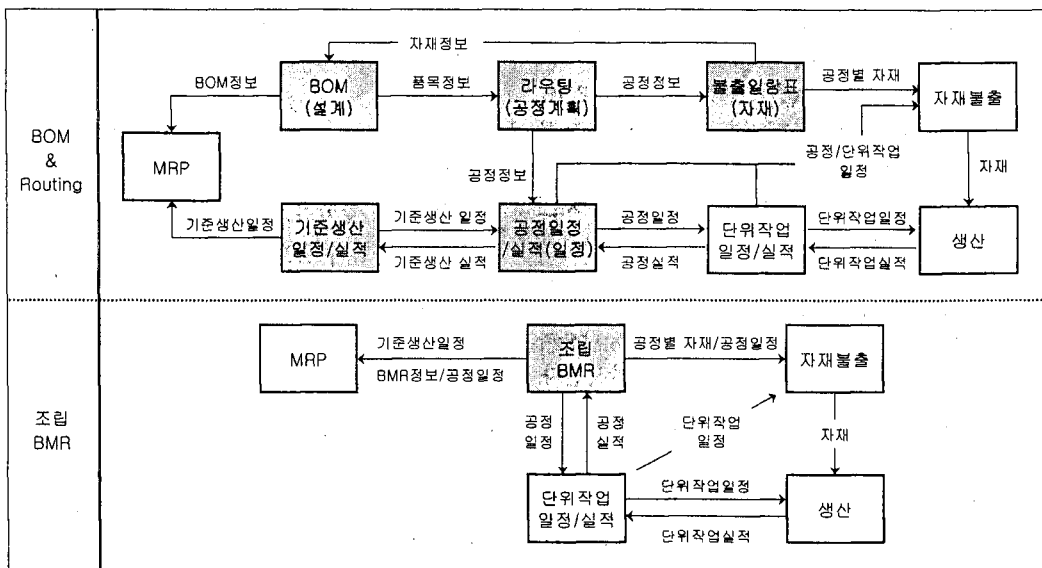 BOM
&
Routing
자재정보
BOM정보
BOM
(설계)
품목정보
라우팅
(공정계획)
공정정보
불출일람표
(자재)
공정별 자재
자재불출
MRP
공정정보
공정/단위작업
일정
자재
기준생산일정
기준생산
일정/실적
기준생산 일정
기준생산 실적
공정일정
/실적(일정)
공정일정
공정실적
단위작업
일정/실적
단위작업일정
단위작업실적
생산
조립
BMR
MRP
기준생산일정
BMR정보/공정일정
조립
BMR
공정별 자재/공정일정
자재불출
공정
일정
공정
실적
단위작업
일정
자재
단위작업
일정/실적
단위작업일정
단위작업실적
생산